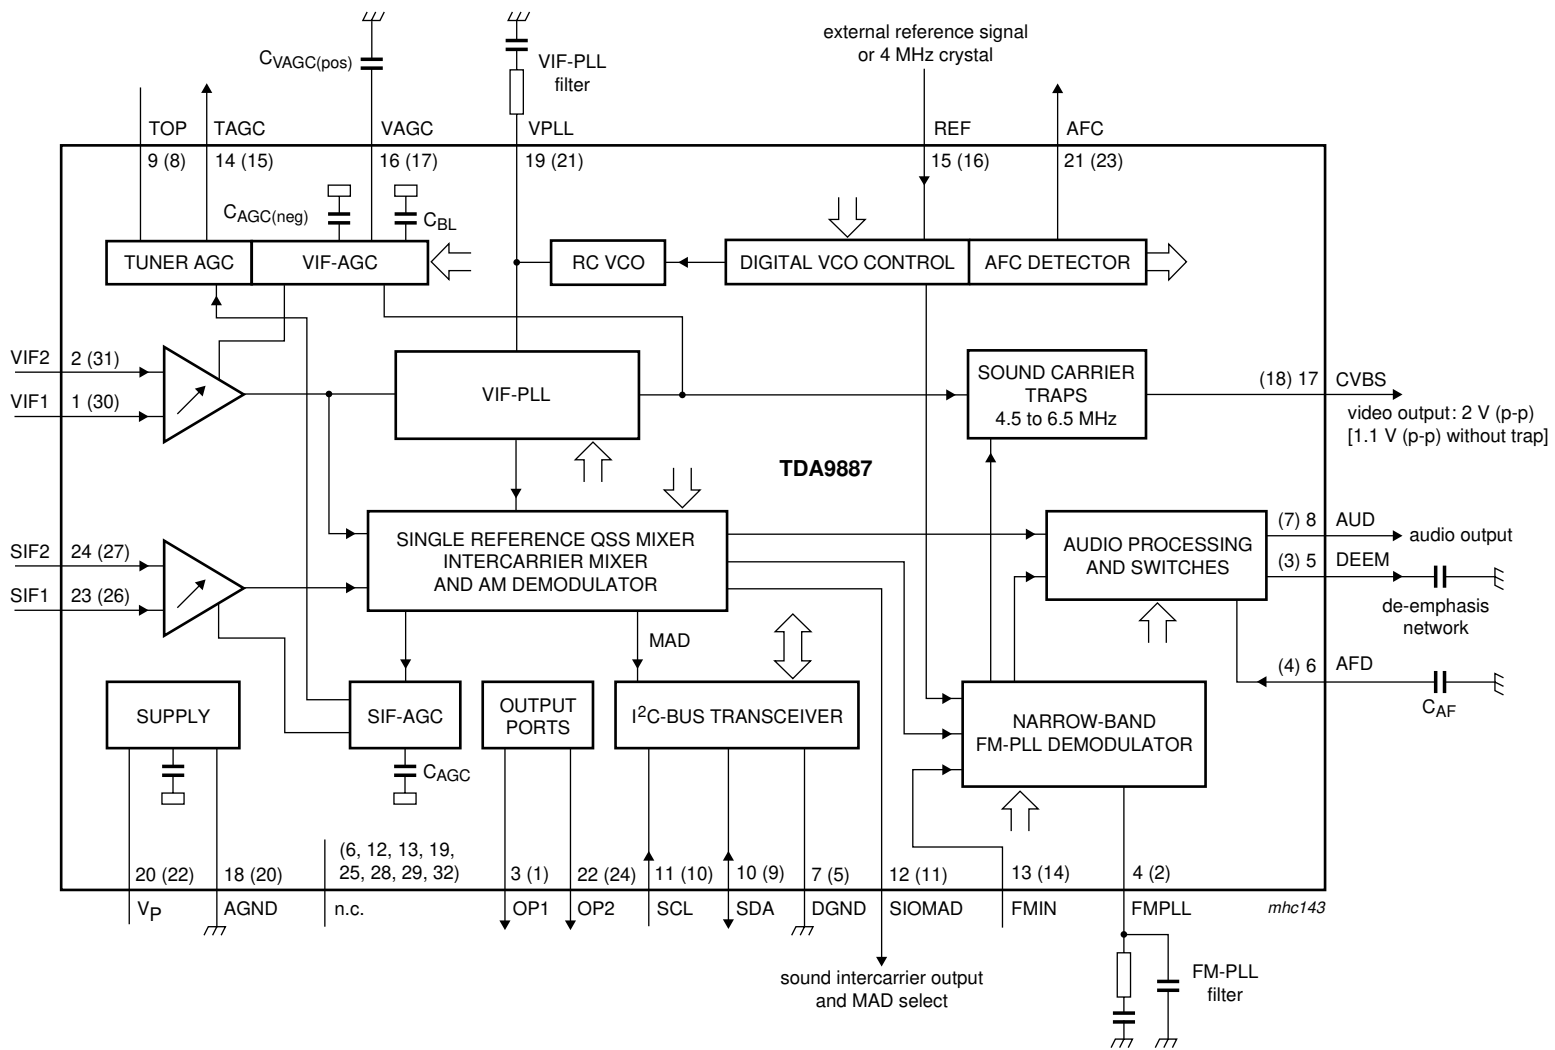 external reference signal
or 4 MHz crystal
CVAGC(pos)
VIF-PLL
filter
TOP
TAGC
VAGC
VPLL
REF
AFC
9 (8)
14 (15)
16 (17)
19 (21)
15 (16)
21 (23)
CAGC(neg)
CBL
TUNER AGC
VIF-AGC
RC VCO
DIGITAL VCO CONTROL
AFC DETECTOR
VIF2
2 (31)
VIF1
1 (30)
VIF-PLL
SOUND CARRIER
TRAPS
4.5 to 6.5 MHz
(18) 17
CVBS
video output: 2 V (p-p)
[1.1 V (p-p) without trap]
TDA9887
SIF2
24 (27)
SIF1
23 (26)
SINGLE REFERENCE QSS MIXER
INTERCARRIER MIXER
AND AM DEMODULATOR
AUDIO PROCESSING
AND SWITCHES
(7) 8
AUD
audio output
(3) 5
DEEM
de-emphasis
network
MAD
(4) 6
AFD
CAF
SUPPLY
SIF-AGC
CAGC
OUTPUT
PORTS
I2C-BUS TRANSCEIVER
NARROW-BAND
FM-PLL DEMODULATOR
20 (22)
18 (20)
(6, 12, 13, 19,
25, 28, 29, 32)
3 (1)
22 (24)
11 (10)
10 (9)
7 (5)
12 (11)
13 (14)
4 (2)
VP
AGND
n.c.
OP1
OP2
SCL
SDA
DGND
SIOMAD
FMIN
FMPLL
mhc143
sound intercarrier output
and MAD select
FM-PLL
filter